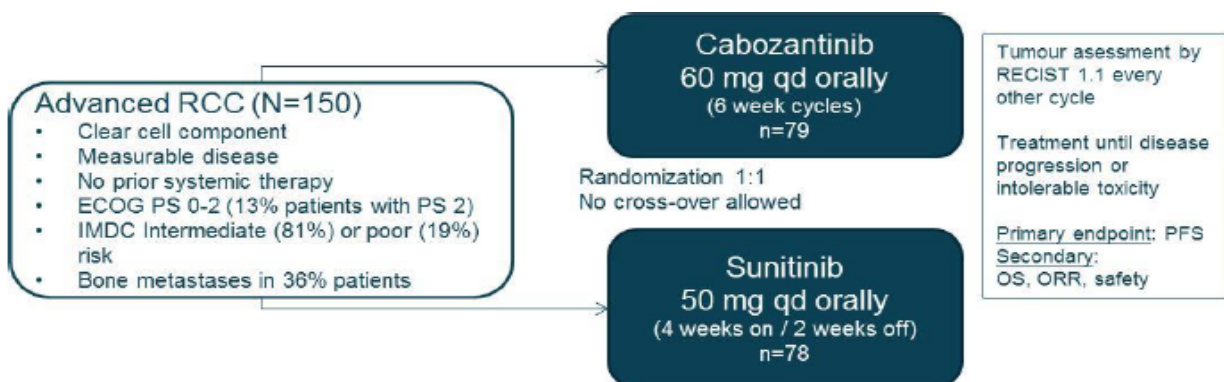 Advanced RCC (N=150)
• Clear cell component
• Measurable disease
• No prior systemic therapy
• ECOG PS 0-2 (13% patients with PS 2)
• IMDC Intermediate (81%) or poor (19%)
risk
• Bone metastases in 36% patients
Cabozantinib
60 mg qd orally
(6 week cycles)
n=79
Randomization 1:1
No cross-over allowed
Sunitinib
50 mg qd orally
(4 weeks on / 2 weeks off)
n=78
Tumour asessment by
RECIST 1.1 every
other cycle
Treatment until disease
progression or
intolerable toxicity
Primary endpoint: PFS
Secondary:
OS, ORR, safety